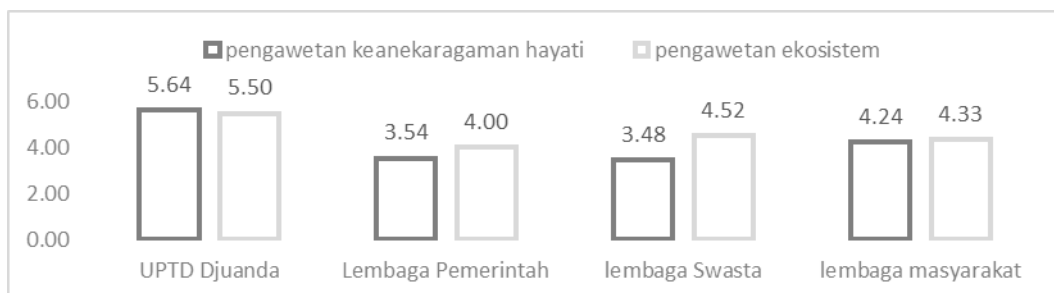 pengawetan keanekaragaman hayati pengawetan ekosistem
5.64 5.50 3.54 4.00 3.48 4.52 4.24 4.33
6.00
4.00
2.00
0.00
UPTD Djuanda Lembaga Pemerintah lembaga Swasta lembaga masyarakat